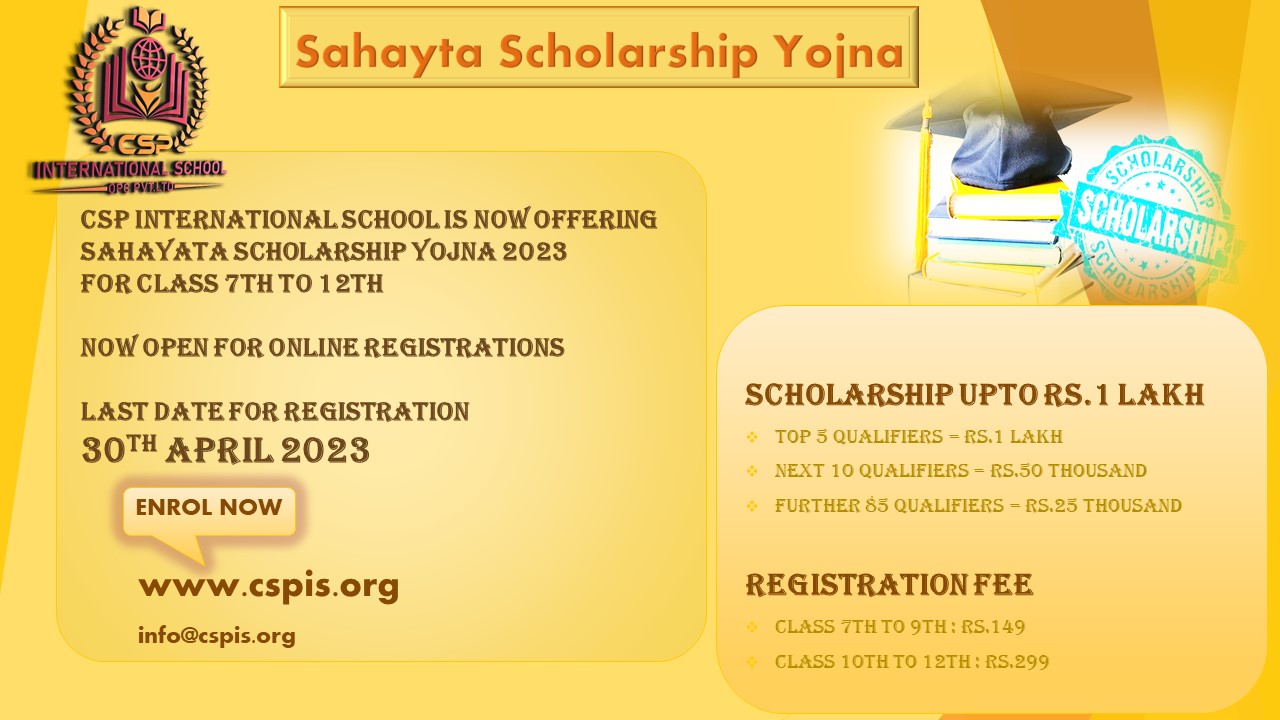 Sahayta Scholarship Yojna
CSP
INTERNATIONAL SCHOOL
OPC PVT.LTD
CSP INTERNATIONAL SCHOOL IS NOW OFFERING
SAHAYATA SCHOLARSHIP YOJNA 2023
FOR CLASS 7TH TO 12TH
NOW OPEN FOR ONLINE REGISTRATIONS
LAST DATE FOR REGISTRATION
30TH APRIL 2023
ENROL NOW
www.cspis.org
info@cspis.org
SCHOLARSHIP
SCHOLARSHIP
SCHOLARSHIP
SCHOLARSHIP UPTO RS.1 LAKH
TOP 5 QUALIFIERS = RS.1 LAKH
NEXT 10 QUALIFIERS = RS.50 THOUSAND
FURTHER 85 QUALIFIERS = RS.25 THOUSAND
REGISTRATION FEE
CLASS 7TH TO 9TH : RS.149
CLASS 10TH TO 12TH : RS.299